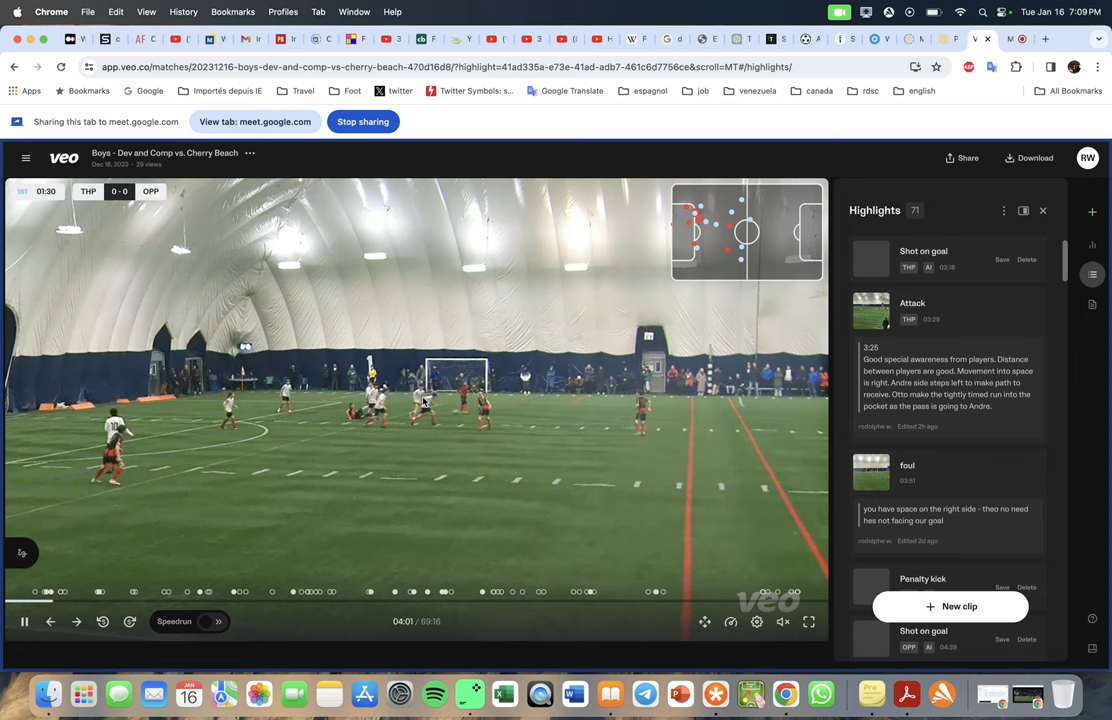 Chrome File Edit View History Bookmarks Profiles Tab Window Help Tue Jan 16 7:09 PM
app.veo.co/matches/20231216-boys-dev-and-comp-vs-cherry-beach-470d16d8/?highlight=41ad335a-e73e-41ad-adb7-461c6d7756ce&scroll=MT#/highlights/
Apps Bookmarks Google Importés depuis IE Travel Foot twitter Twitter Symbols: s... Google Translate espagnol job venezuela canada rdsc english All Bookmarks
Sharing this tab to meet.google.com View tab: meet.google.com Stop sharing
veo Boys - Dev and Comp vs. Cherry Beach ••• Share Download RW
Dec 16, 2023 · 29 views
1ST 01:30 THP 0 - 0 OPP
Highlights 71
Shot on goal Save Delete
THP AI 03:18
Attack
THP 03:28
3:25
Good special awareness from players. Distance
between players are good. Movement into space
is right. Andre side steps left to make path to
receive. Otto make the tightly timed run into the
pocket as the pass is going to Andre.
rodolphe w. Edited 2h ago
foul
03:51
you have space on the right side - theo no need
hes not facing our goal
rodolphe w. Edited 2d ago
Penalty kick Save Delete
New clip
Shot on goal Save Delete
OPP AI 04:39
veo
Speedrun 04:01 / 69:16
JAN
16